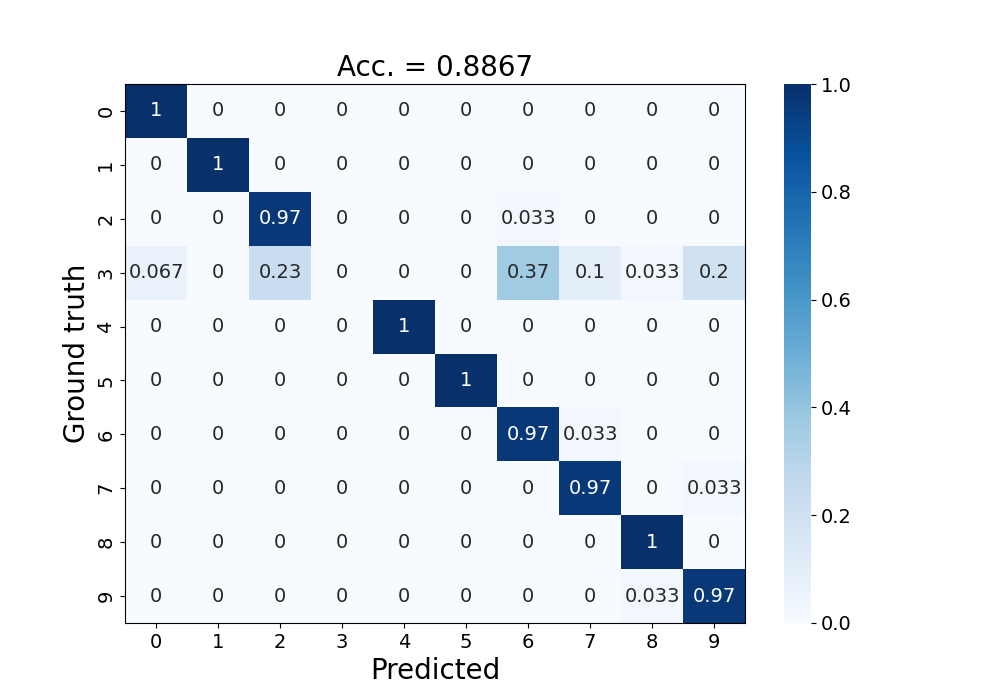 Acc. = 0.8867
0 1 0 0 0 0 0 0 0 0 0
1 0 1 0 0 0 0 0 0 0 0
2 0 0 0.97 0 0 0 0.033 0 0 0
3 0.067 0 0.23 0 0 0 0.37 0.1 0.033 0.2
4 0 0 0 0 1 0 0 0 0 0
5 0 0 0 0 0 1 0 0 0 0
6 0 0 0 0 0 0 0.97 0.033 0 0
7 0 0 0 0 0 0 0 0.97 0 0.033
8 0 0 0 0 0 0 0 0 1 0
9 0 0 0 0 0 0 0 0 0.033 0.97
0 1 2 3 4 5 6 7 8 9
Predicted
Ground truth
1.0
0.8
0.6
0.4
0.2
0.0